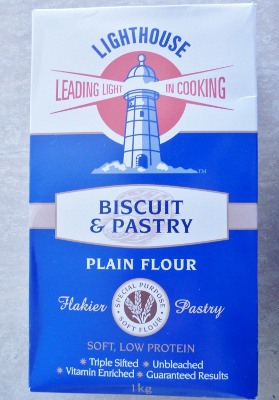 LIGHTHOUSE
LEADING LIGHT IN COOKING
TM
BISCUIT
& PASTRY
PLAIN FLOUR
Flakier Pastry
SPECIAL PURPOSE
SOFT FLOUR
SOFT, LOW PROTEIN
Triple Sifted Unbleached
Vitamin Enriched Guaranteed Results
1kg